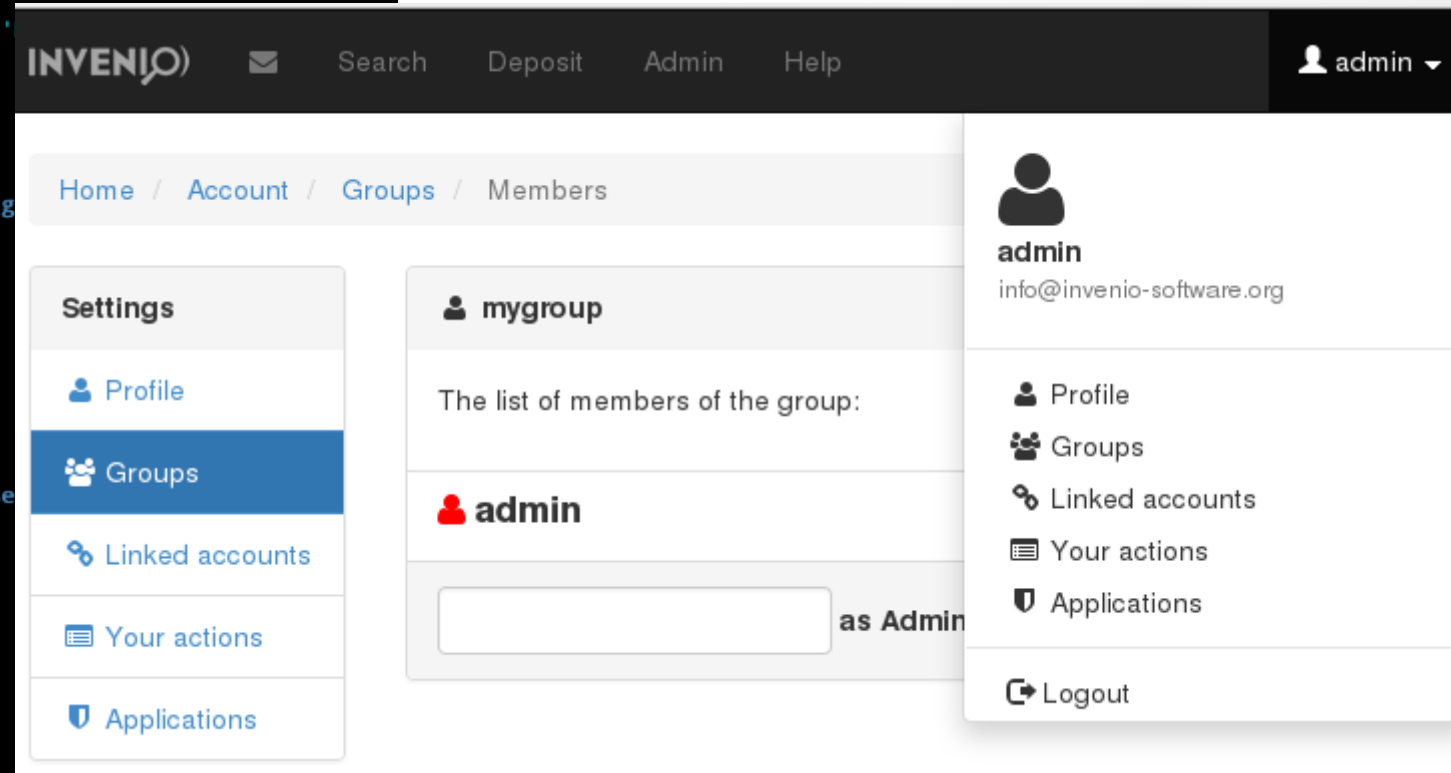 INVENIO Search Deposit Admin Help admin
Home / Account / Groups / Members
admin
info@invenio-software.org
Profile
Groups
Linked accounts
Your actions
Applications
Logout
Settings
Profile
Groups
Linked accounts
Your actions
Applications
mygroup
The list of members of the group:
admin
as Admin
g
e